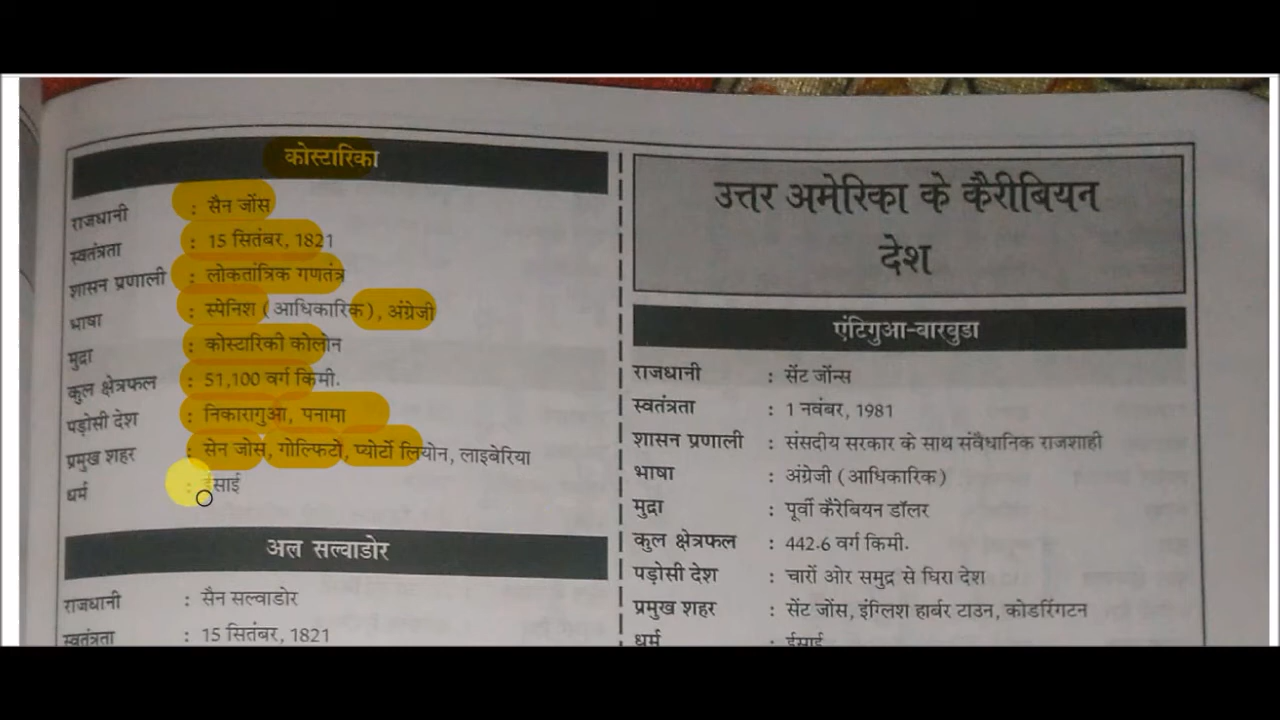 कोस्टारिका
राजधानी : सैन जोंस
स्वतंत्रता : 15 सितंबर, 1821
शासन प्रणाली : लोकतांत्रिक गणतंत्र
भाषा : स्पेनिश (आधिकारिक), अंग्रेजी
मुद्रा : कोस्टारिकी कोलोन
कुल क्षेत्रफल : 51,100 वर्ग किमी.
पड़ोसी देश : निकारागुआ, पनामा
प्रमुख शहर : सेन जोस, गोल्फिटो, प्योर्टो लियोन, लाइबेरिया
धर्म : ईसाई
अल सल्वाडोर
राजधानी : सैन सल्वाडोर
स्वतंत्रता : 15 सितंबर, 1821
उत्तर अमेरिका के कैरीबियन
देश
एंटिगुआ-वारवुडा
राजधानी : सेंट जोंन्स
स्वतंत्रता : 1 नवंबर, 1981
शासन प्रणाली : संसदीय सरकार के साथ संवैधानिक राजशाही
भाषा : अंग्रेजी (आधिकारिक)
मुद्रा : पूर्वी कैरेबियन डॉलर
कुल क्षेत्रफल : 442.6 वर्ग किमी.
पड़ोसी देश : चारों ओर समुद्र से घिरा देश
प्रमुख शहर : सेंट जोंस, इंग्लिश हार्बर टाउन, कोडरिंगटन
धर्म : ईसाई